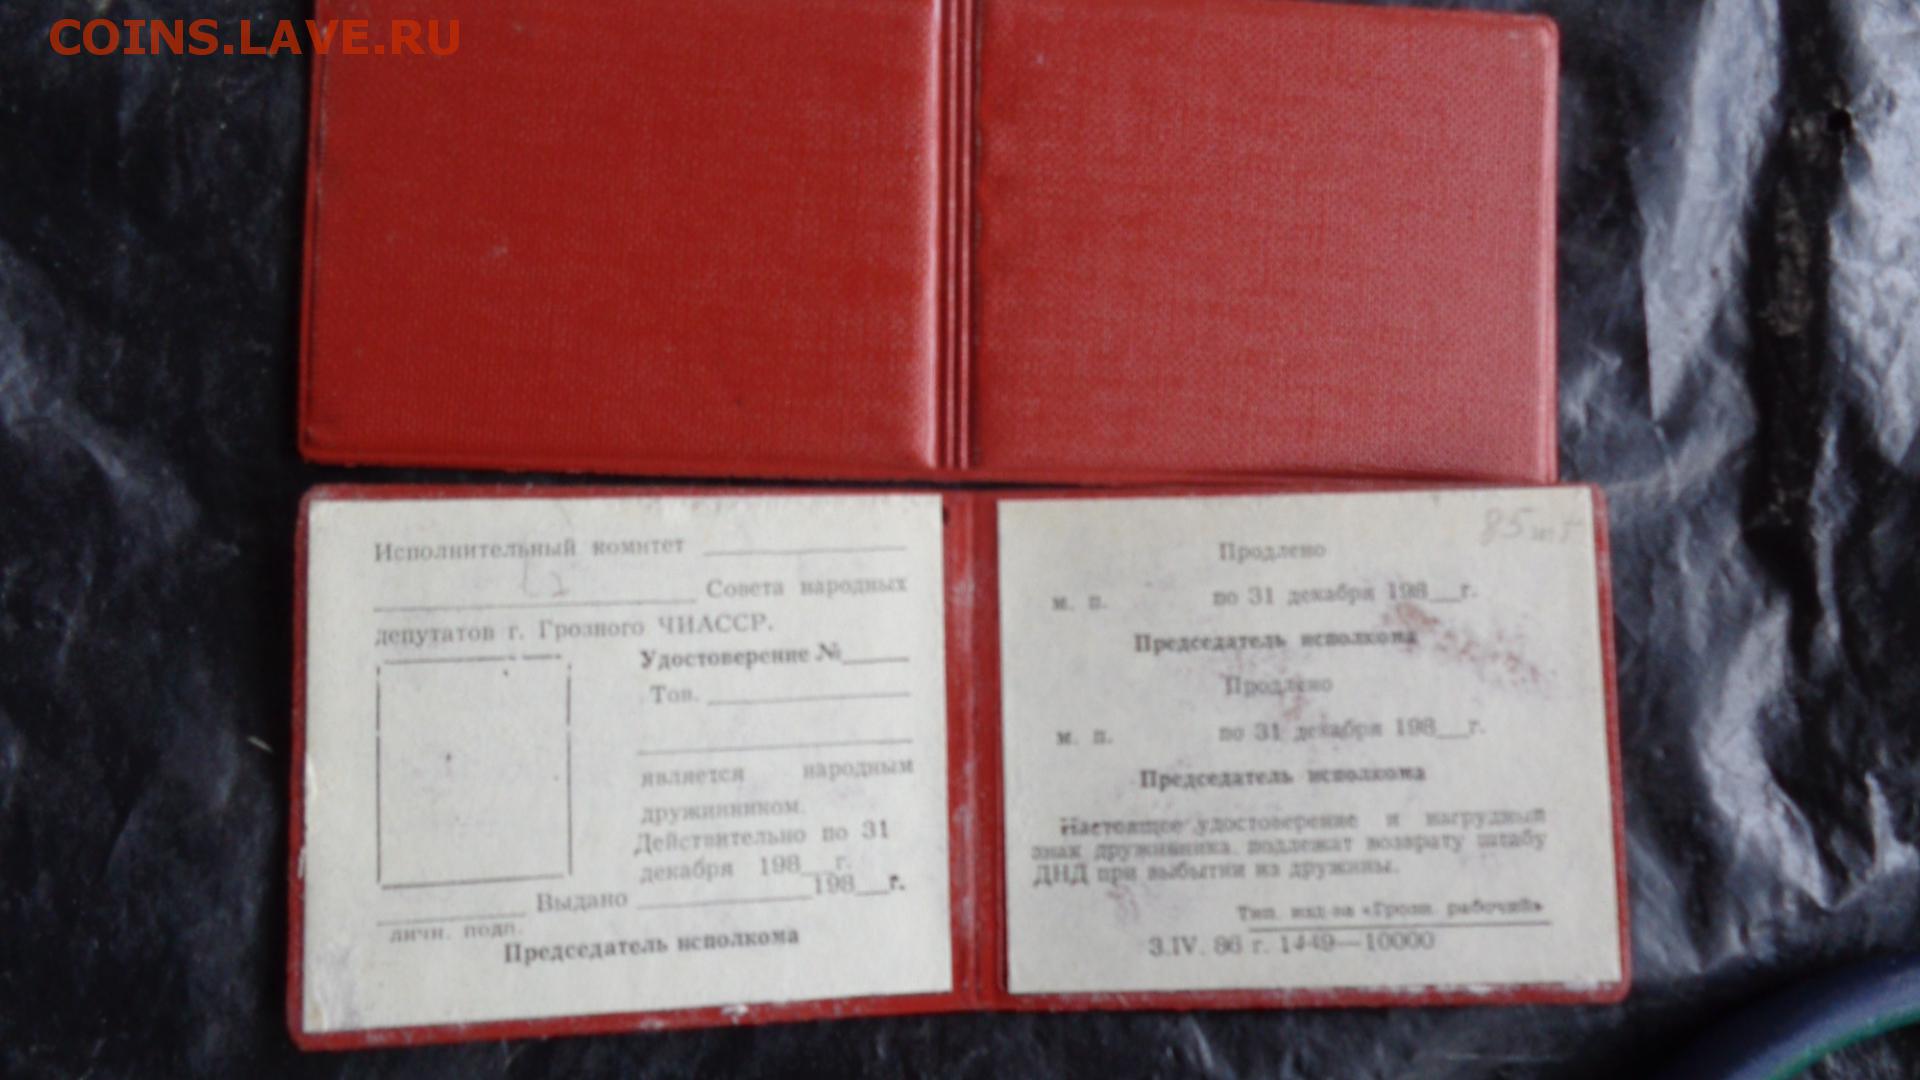 COINS.LAVE.RU
Исполнительный комитет
Совета народных
депутатов г. Грозного ЧИАССР.
Удостоверение №
Тов.
является народным
дружинником.
Действительно по 31
декабря 198 г.
Выдано 198 г.
личн. подп.
Председатель исполкома
85 шт
Продлено
м. п. по 31 декабря 198 г.
Председатель исполкома
Продлено
м. п. по 31 декабря 198 г.
Председатель исполкома
Настоящее удостоверение и нагрудный
знак дружинника подлежат возврату штабу
ДНД при выбытии из дружины.
Тип. изд-ва «Грозн. рабочий»
3.IV. 86 г. 1449—10000